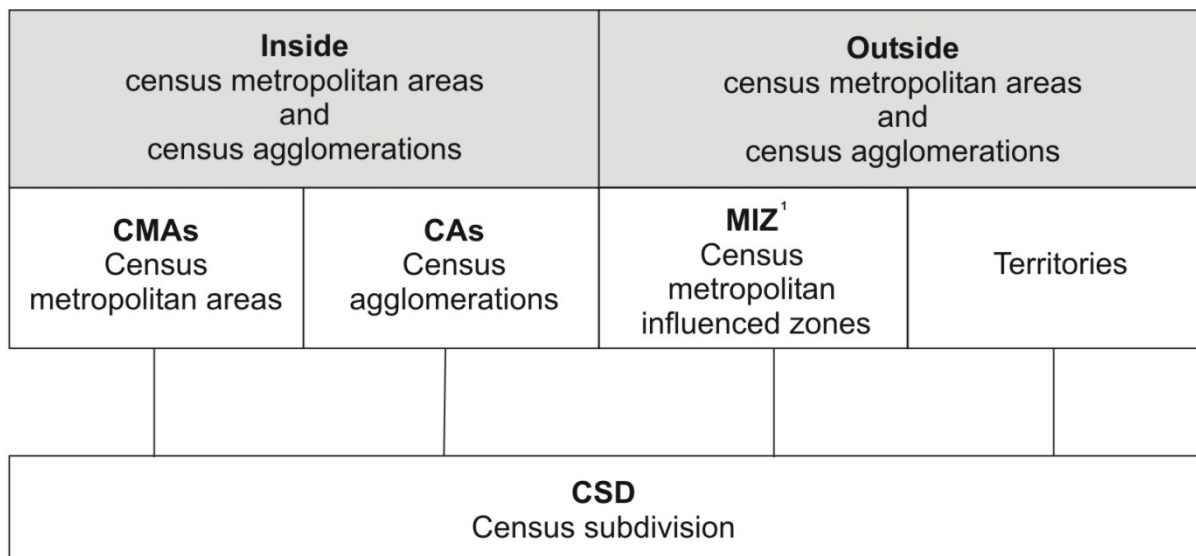 Inside
census metropolitan areas
and
census agglomerations
Outside
census metropolitan areas
and
census agglomerations
CMAs
Census
metropolitan areas
CAs
Census
agglomerations
MIZ¹
Census
metropolitan
influenced zones
Territories
CSD
Census subdivision